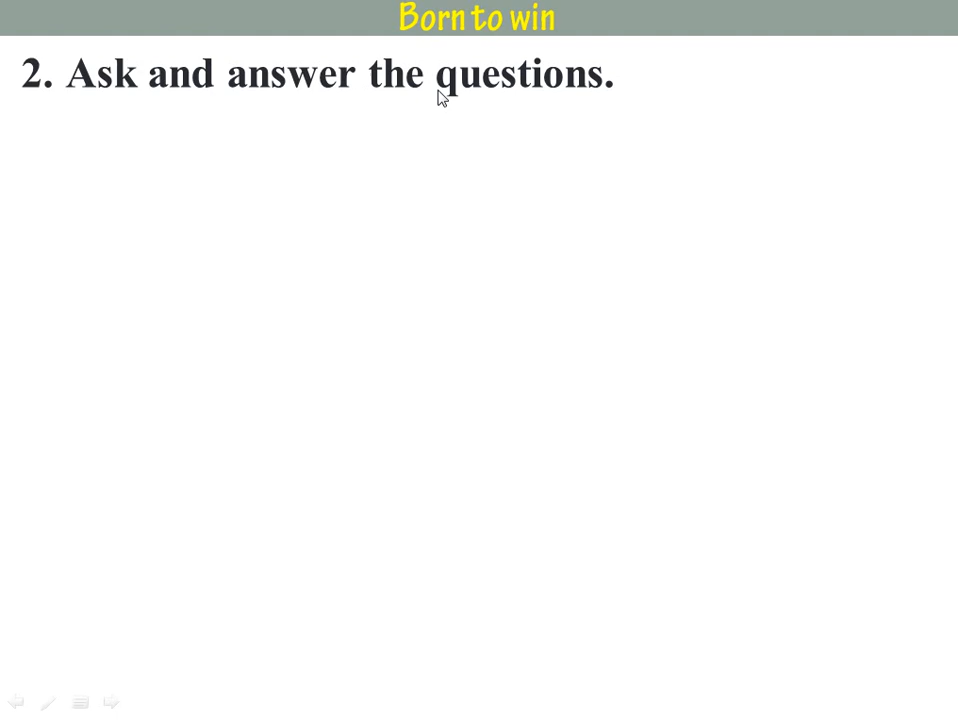 Born to win
2. Ask and answer the questions.